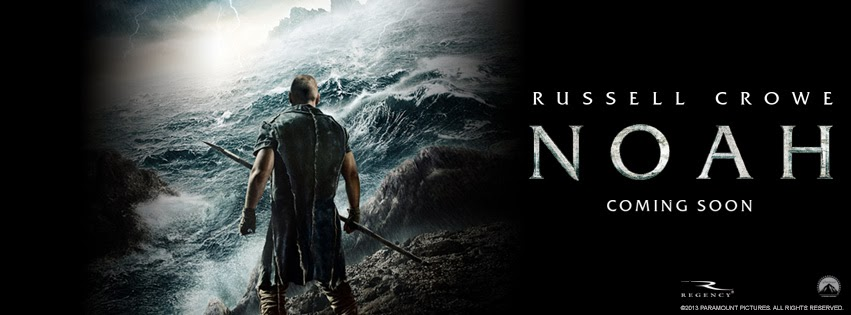 RUSSELL CROWE
NOAH
COMING SOON
REGENCY
©2013 PARAMOUNT PICTURES. ALL RIGHTS RESERVED.